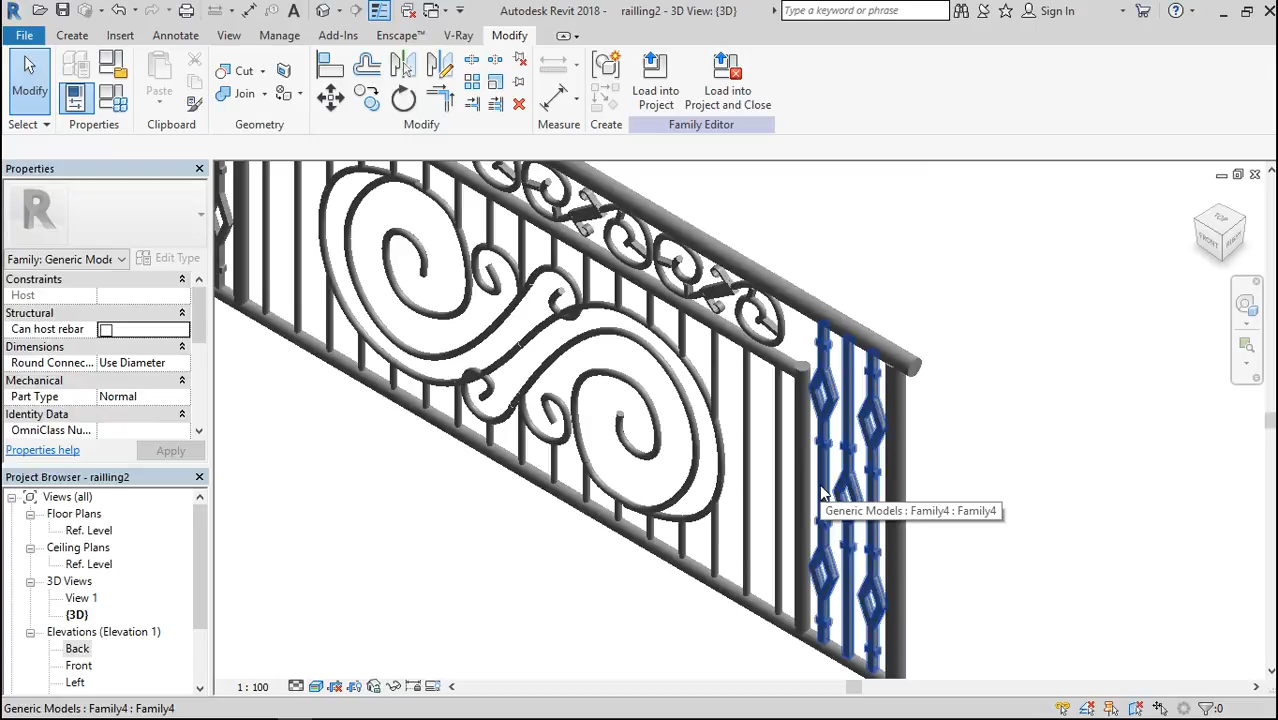 Autodesk Revit 2018 -    railling2 - 3D View: {3D}
Type a keyword or phrase
Sign In
File
Create
Insert
Annotate
View
Manage
Add-Ins
Enscape™
V-Ray
Modify
Modify
Select
Properties
Paste
Clipboard
Cut
Join
Geometry
Modify
Measure
Create
Load into
Project
Load into
Project and Close
Family Editor
Properties
R
Family: Generic Mode
Edit Type
Constraints
Host
Structural
Can host rebar
Dimensions
Round Connec... Use Diameter
Mechanical
Part Type Normal
Identity Data
OmniClass Nu...
Properties help
Apply
Project Browser - railling2
Views (all)
Floor Plans
Ref. Level
Ceiling Plans
Ref. Level
3D Views
View 1
{3D}
Elevations (Elevation 1)
Back
Front
Left
TOP
FRONT
RIGHT
Generic Models : Family4 : Family4
1 : 100
Generic Models : Family4 : Family4
:0